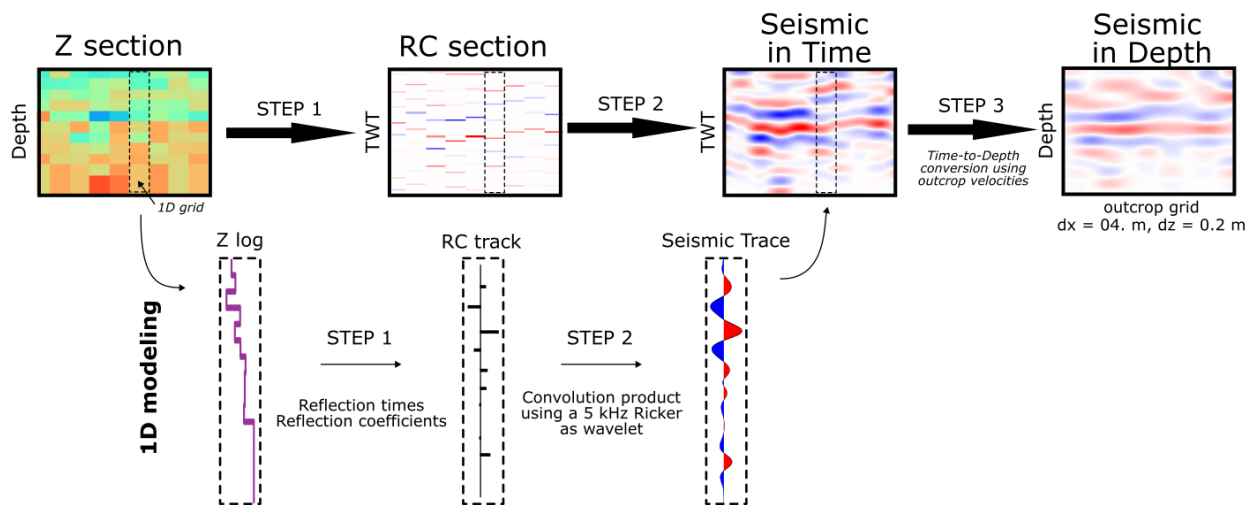 Z section
RC section
Seismic
in Time
Seismic
in Depth
Depth
STEP 1
TWT
STEP 2
TWT
STEP 3
Time-to-Depth
conversion using
outcrop velocities
Depth
1D grid
outcrop grid
dx = 04. m, dz = 0.2 m
1D modeling
Z log
STEP 1
Reflection times
Reflection coefficients
RC track
STEP 2
Convolution product
using a 5 kHz Ricker
as wavelet
Seismic Trace